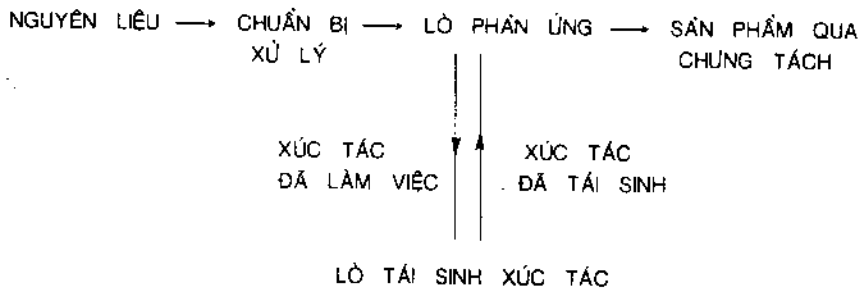 NGUYÊN LIỆU → CHUẨN BỊ → LÒ PHẢN ỨNG → SẢN PHẨM QUA
XỬ LÝ
CHƯNG TÁCH
XÚC TÁC
ĐÃ LÀM VIỆC
XÚC TÁC
ĐÃ TÁI SINH
LÒ TÁI SINH XÚC TÁC